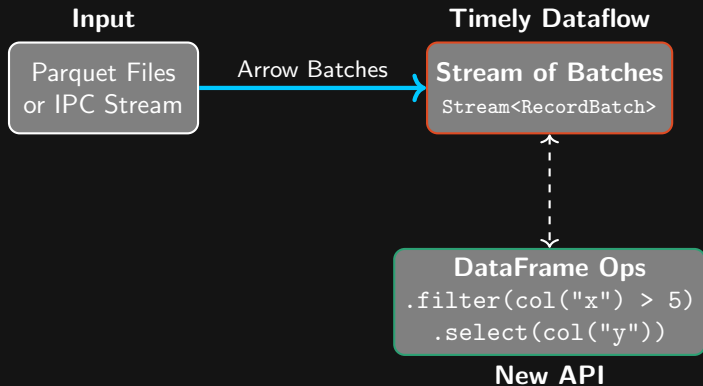 Input
Timely Dataflow
Parquet Files
or IPC Stream
Arrow Batches
Stream of Batches
Stream<RecordBatch>
DataFrame Ops
.filter(col("x") > 5)
.select(col("y"))
New API